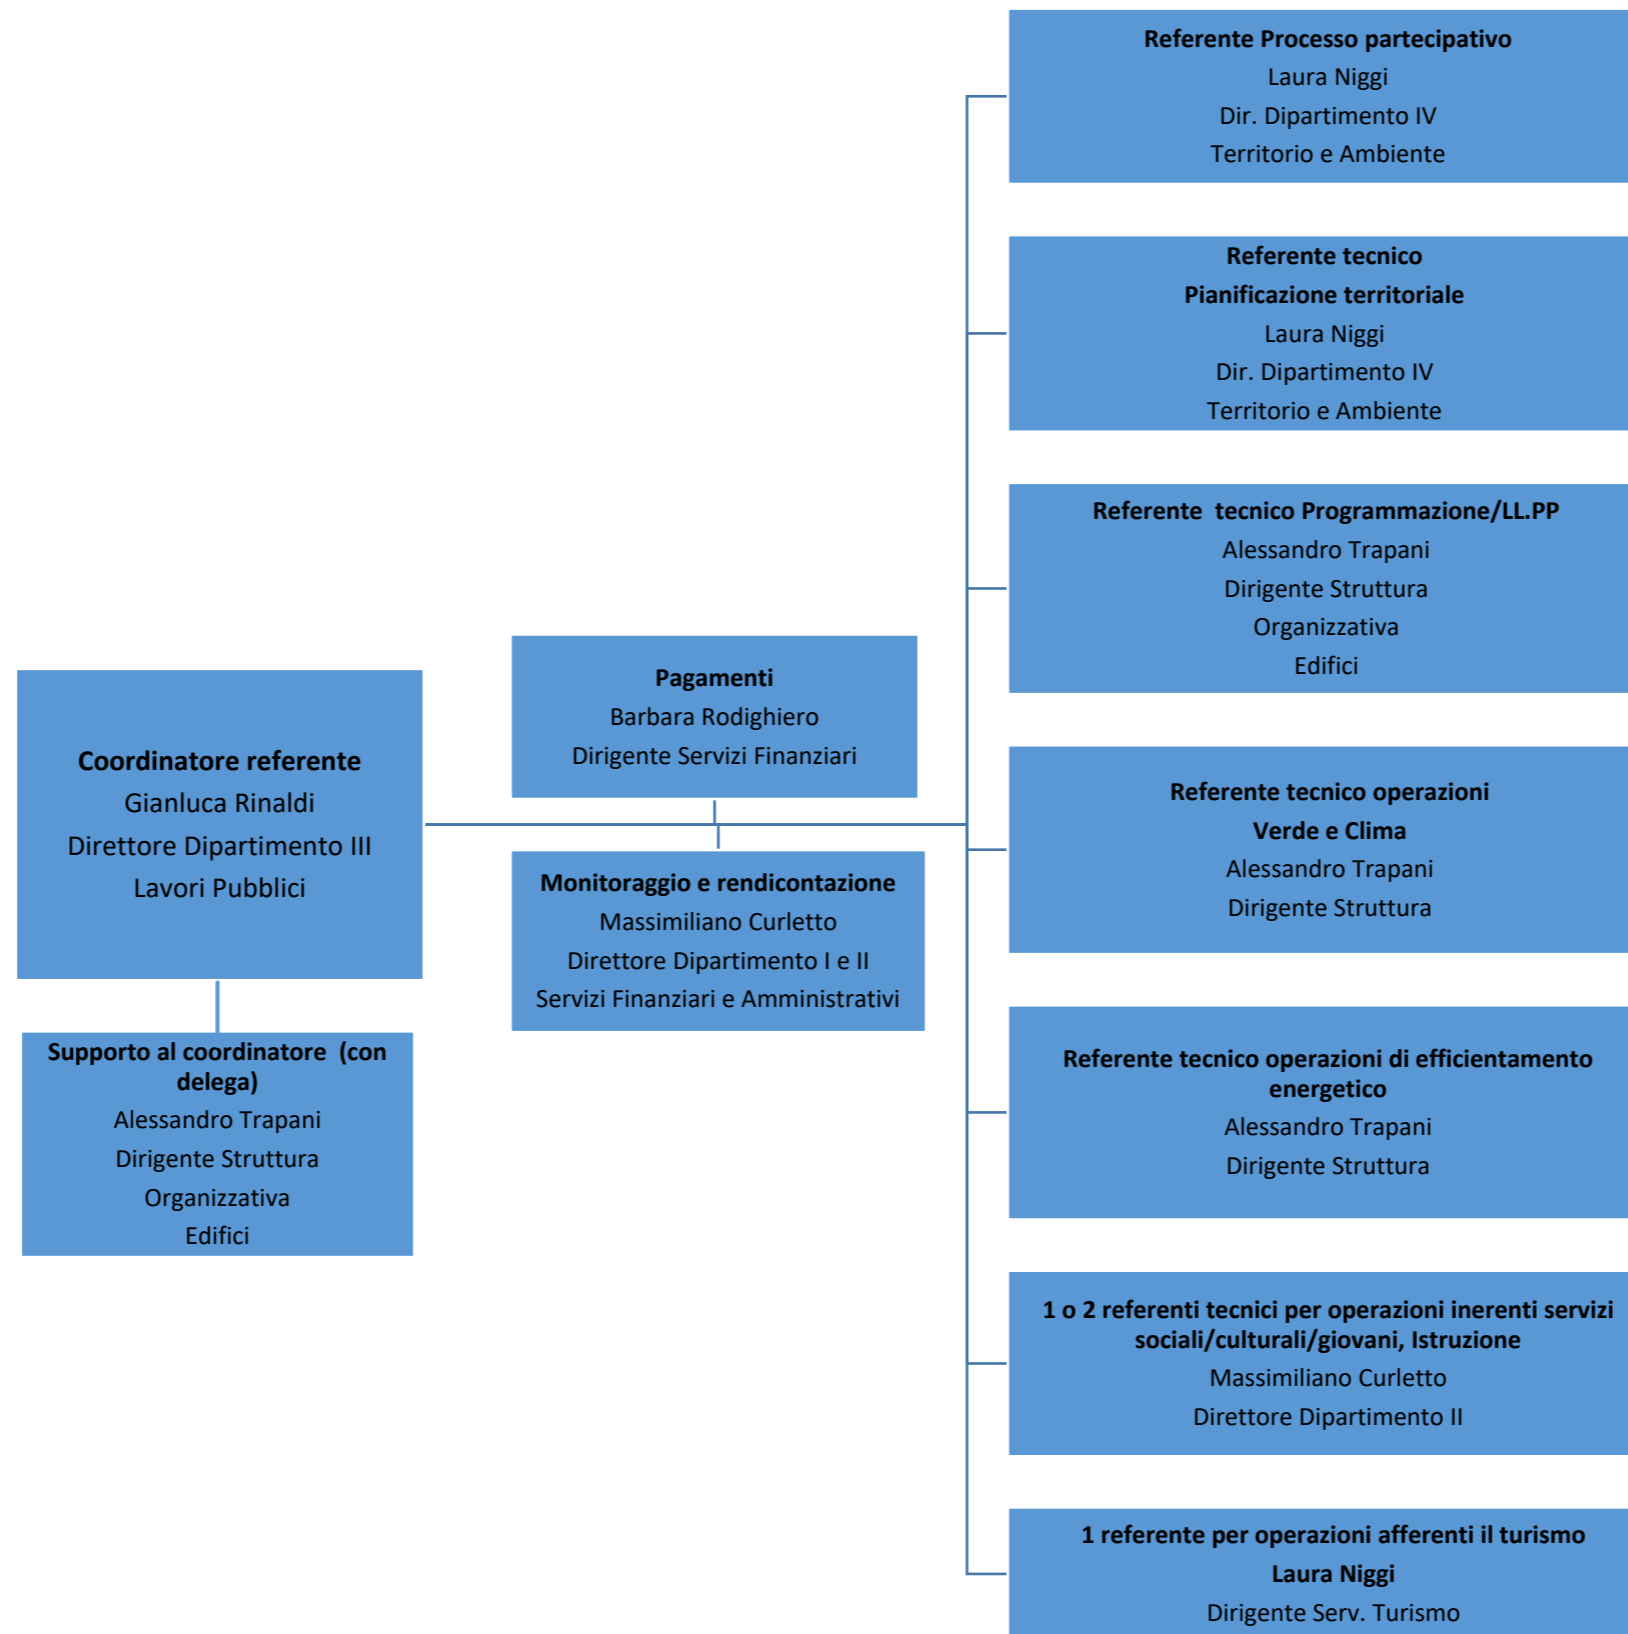 Coordinatore referente
Gianluca Rinaldi
Direttore Dipartimento III
Lavori Pubblici
Supporto al coordinatore (con
delega)
Alessandro Trapani
Dirigente Struttura
Organizzativa
Edifici
Pagamenti
Barbara Rodighiero
Dirigente Servizi Finanziari
Monitoraggio e rendicontazione
Massimiliano Curletto
Direttore Dipartimento I e II
Servizi Finanziari e Amministrativi
Referente Processo partecipativo
Laura Niggi
Dir. Dipartimento IV
Territorio e Ambiente
Referente tecnico
Pianificazione territoriale
Laura Niggi
Dir. Dipartimento IV
Territorio e Ambiente
Referente tecnico Programmazione/LL.PP
Alessandro Trapani
Dirigente Struttura
Organizzativa
Edifici
Referente tecnico operazioni
Verde e Clima
Alessandro Trapani
Dirigente Struttura
Referente tecnico operazioni di efficientamento
energetico
Alessandro Trapani
Dirigente Struttura
1 o 2 referenti tecnici per operazioni inerenti servizi
sociali/culturali/giovani, Istruzione
Massimiliano Curletto
Direttore Dipartimento II
1 referente per operazioni afferenti il turismo
Laura Niggi
Dirigente Serv. Turismo